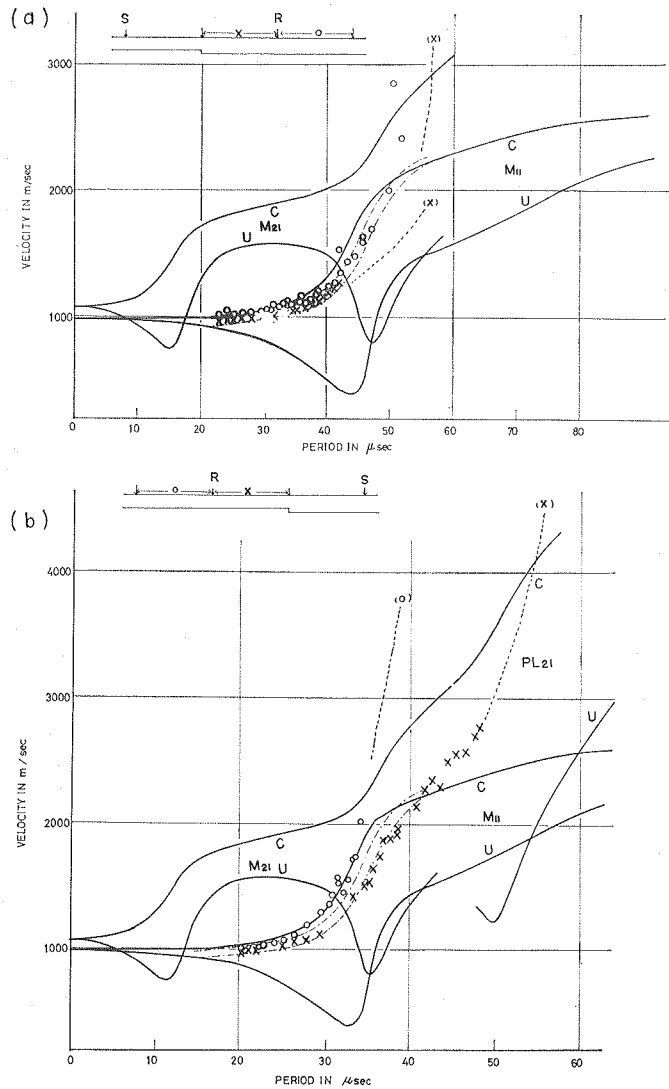 (a)
S R
x o
(X)
3000
2000
1000
VELOCITY IN m/sec
C
M11
U
C
M21
U
(X)
0 10 20 30 40 50 60 70 80
PERIOD IN μsec
(b)
R S
o x
(X)
(o)
4000
3000
2000
1000
VELOCITY IN m/sec
C
PL21
U
C
M21 U
C
M11
U
0 10 20 30 40 50 60
PERIOD IN μsec